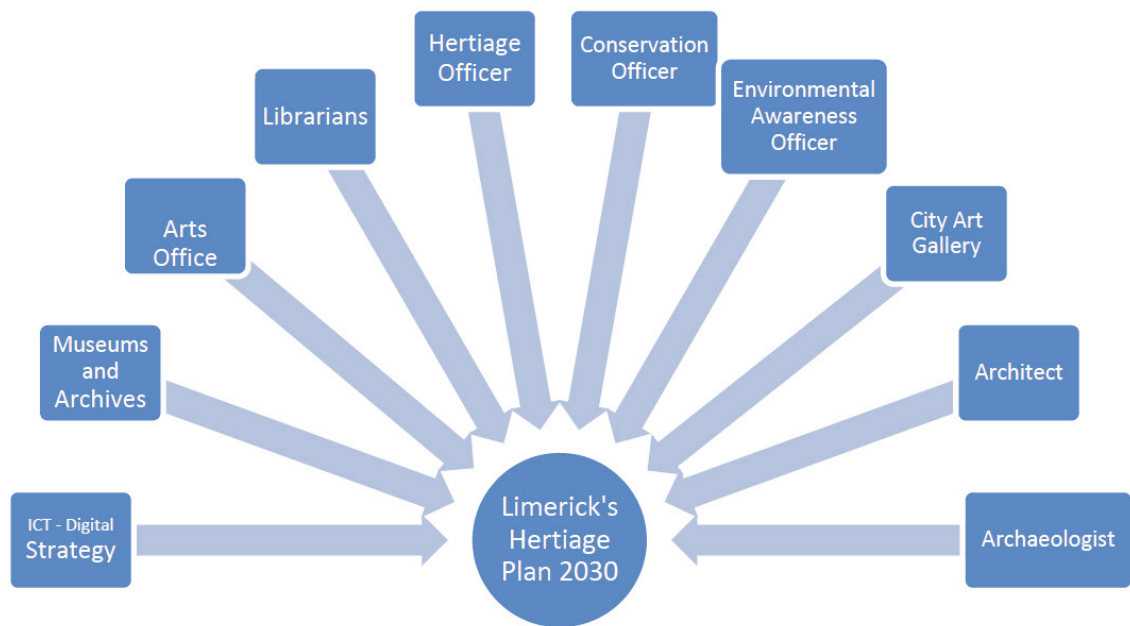 Hertiage
Officer
Conservation
Officer
Environmental
Awareness
Officer
Librarians
City Art
Gallery
Arts
Office
Museums
and
Archives
Architect
ICT - Digital
Strategy
Limerick's
Hertiage
Plan 2030
Archaeologist